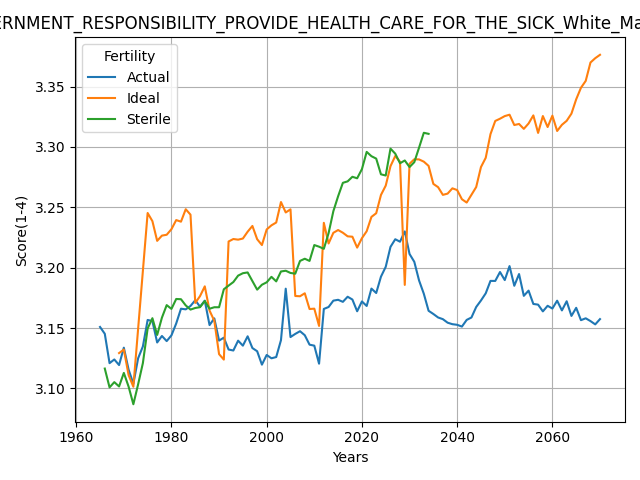 ERNMENT_RESPONSIBILITY_PROVIDE_HEALTH_CARE_FOR_THE_SICK_White_Ma
Fertility
Actual
Ideal
Sterile
Score(1-4)
3.35
3.30
3.25
3.20
3.15
3.10
1960 1980 2000 2020 2040 2060
Years